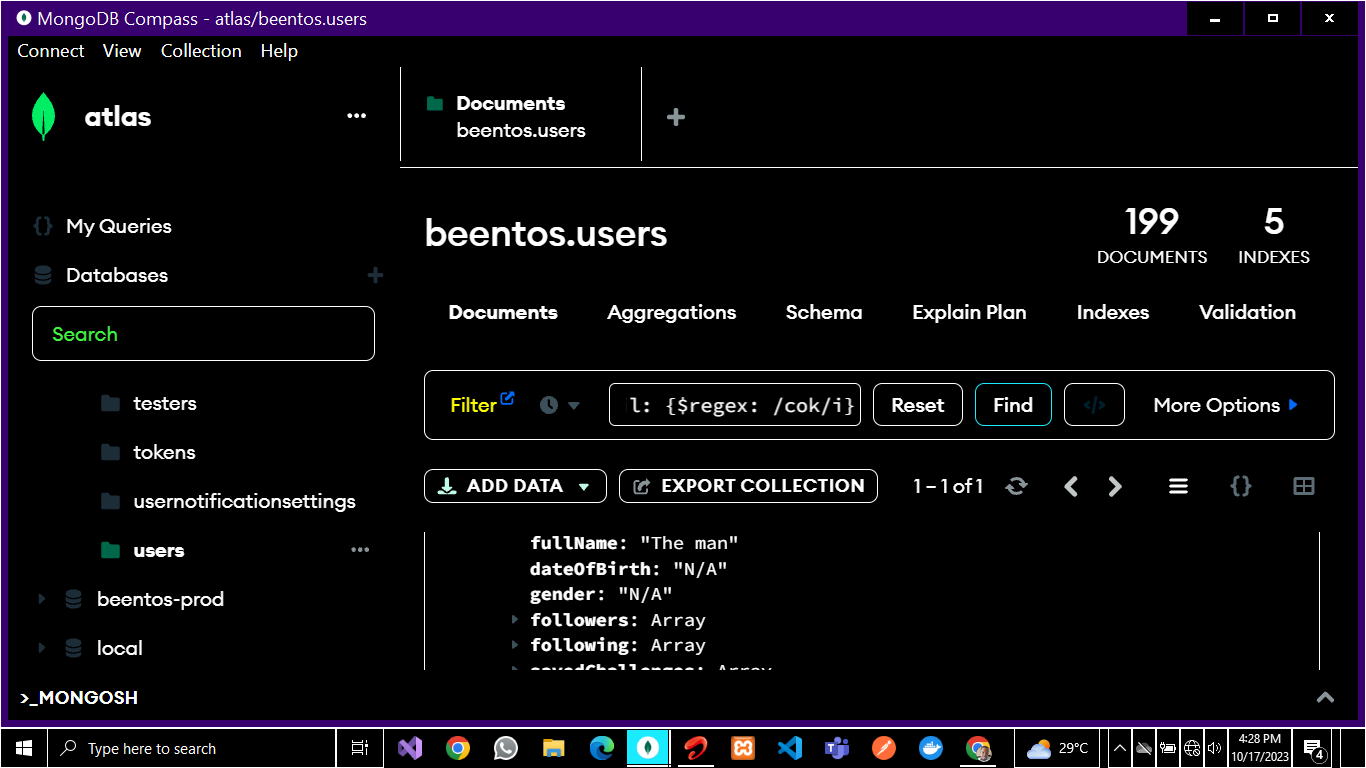 MongoDB Compass - atlas/beentos.users
Connect View Collection Help
atlas
Documents
beentos.users
My Queries
Databases
Search
testers
tokens
usernotificationsettings
users
beentos-prod
local
beentos.users
199
DOCUMENTS
5
INDEXES
Documents Aggregations Schema Explain Plan Indexes Validation
Filter l: {$regex: /cok/i} Reset Find </> More Options
ADD DATA EXPORT COLLECTION 1 – 1 of 1 {}
fullName: "The man"
dateOfBirth: "N/A"
gender: "N/A"
followers: Array
following: Array
savedChallenges: Array
>_MONGOSH
Type here to search
29°C
4:28 PM
10/17/2023
4